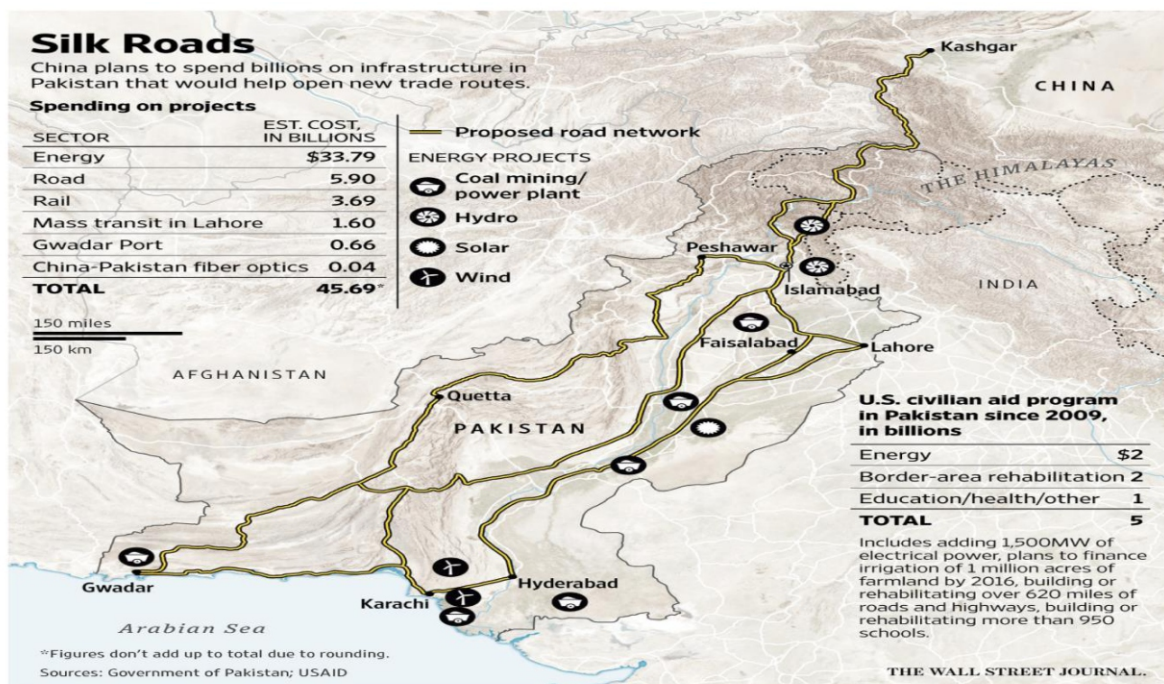 Silk Roads
China plans to spend billions on infrastructure in
Pakistan that would help open new trade routes.
Spending on projects
SECTOR EST. COST, IN BILLIONS
Energy $33.79
Road 5.90
Rail 3.69
Mass transit in Lahore 1.60
Gwadar Port 0.66
China-Pakistan fiber optics 0.04
TOTAL 45.69*
150 miles
150 km
Proposed road network
ENERGY PROJECTS
Coal mining/
power plant
Hydro
Solar
Wind
Kashgar
CHINA
THE HIMALAYAS
Peshawar
Islamabad
INDIA
Faisalabad
Lahore
AFGHANISTAN
Quetta
PAKISTAN
Gwadar
Karachi
Hyderabad
Arabian Sea
U.S. civilian aid program
in Pakistan since 2009,
in billions
Energy $2
Border-area rehabilitation 2
Education/health/other 1
TOTAL 5
Includes adding 1,500MW of
electrical power, plans to finance
irrigation of 1 million acres of
farmland by 2016, building or
rehabilitating over 620 miles of
roads and highways, building or
rehabilitating more than 950
schools.
*Figures don't add up to total due to rounding.
Sources: Government of Pakistan; USAID
THE WALL STREET JOURNAL.